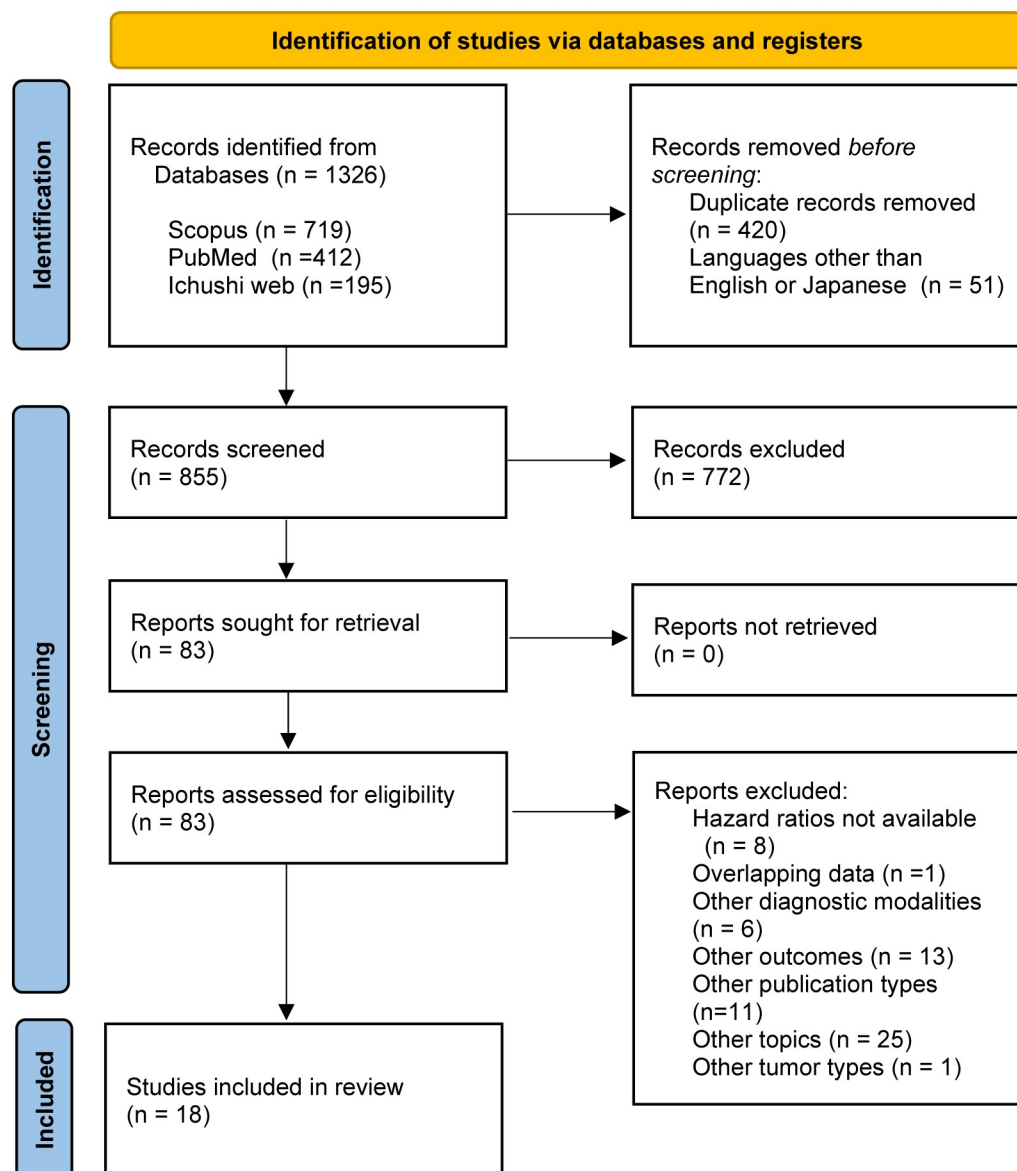 Identification of studies via databases and registers
Identification
Records identified from
Databases (n = 1326)
Scopus (n = 719)
PubMed (n =412)
Ichushi web (n =195)
Records removed before
screening:
Duplicate records removed
(n = 420)
Languages other than
English or Japanese (n = 51)
Screening
Records screened
(n = 855)
Records excluded
(n = 772)
Reports sought for retrieval
(n = 83)
Reports not retrieved
(n = 0)
Reports assessed for eligibility
(n = 83)
Reports excluded:
Hazard ratios not available
(n = 8)
Overlapping data (n =1)
Other diagnostic modalities
(n = 6)
Other outcomes (n = 13)
Other publication types
(n=11)
Other topics (n = 25)
Other tumor types (n = 1)
Included
Studies included in review
(n = 18)